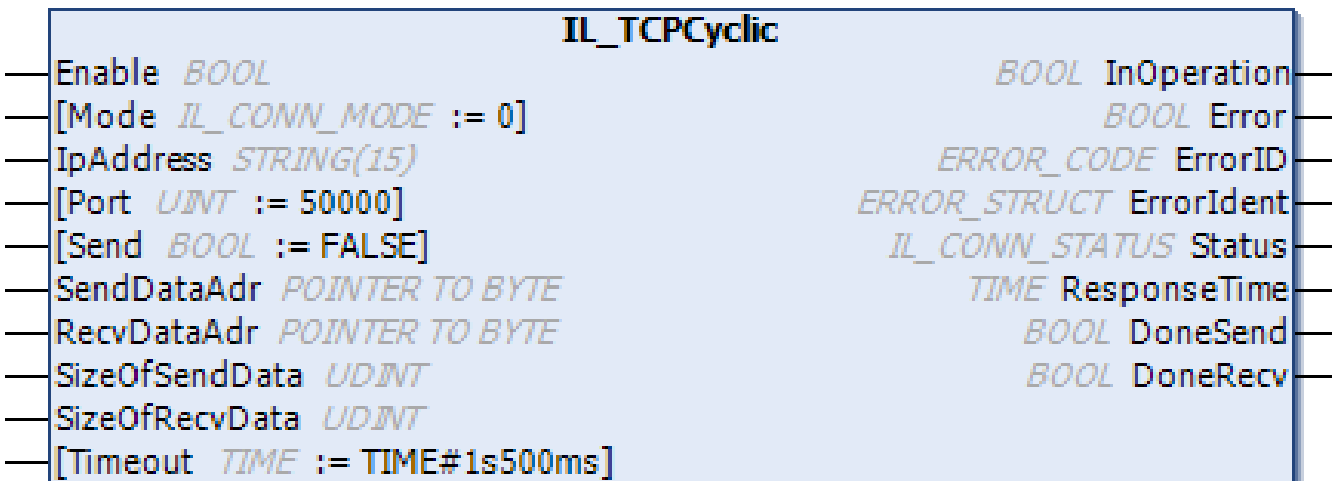 IL_TCPCyclic
Enable BOOL BOOL InOperation
[Mode IL_CONN_MODE := 0] BOOL Error
IpAddress STRING(15) ERROR_CODE ErrorID
[Port UINT := 50000] ERROR_STRUCT ErrorIdent
[Send BOOL := FALSE] IL_CONN_STATUS Status
SendDataAdr POINTER TO BYTE TIME ResponseTime
RecvDataAdr POINTER TO BYTE BOOL DoneSend
SizeOfSendData UDINT BOOL DoneRecv
SizeOfRecvData UDINT
[Timeout TIME := TIME#1s500ms]